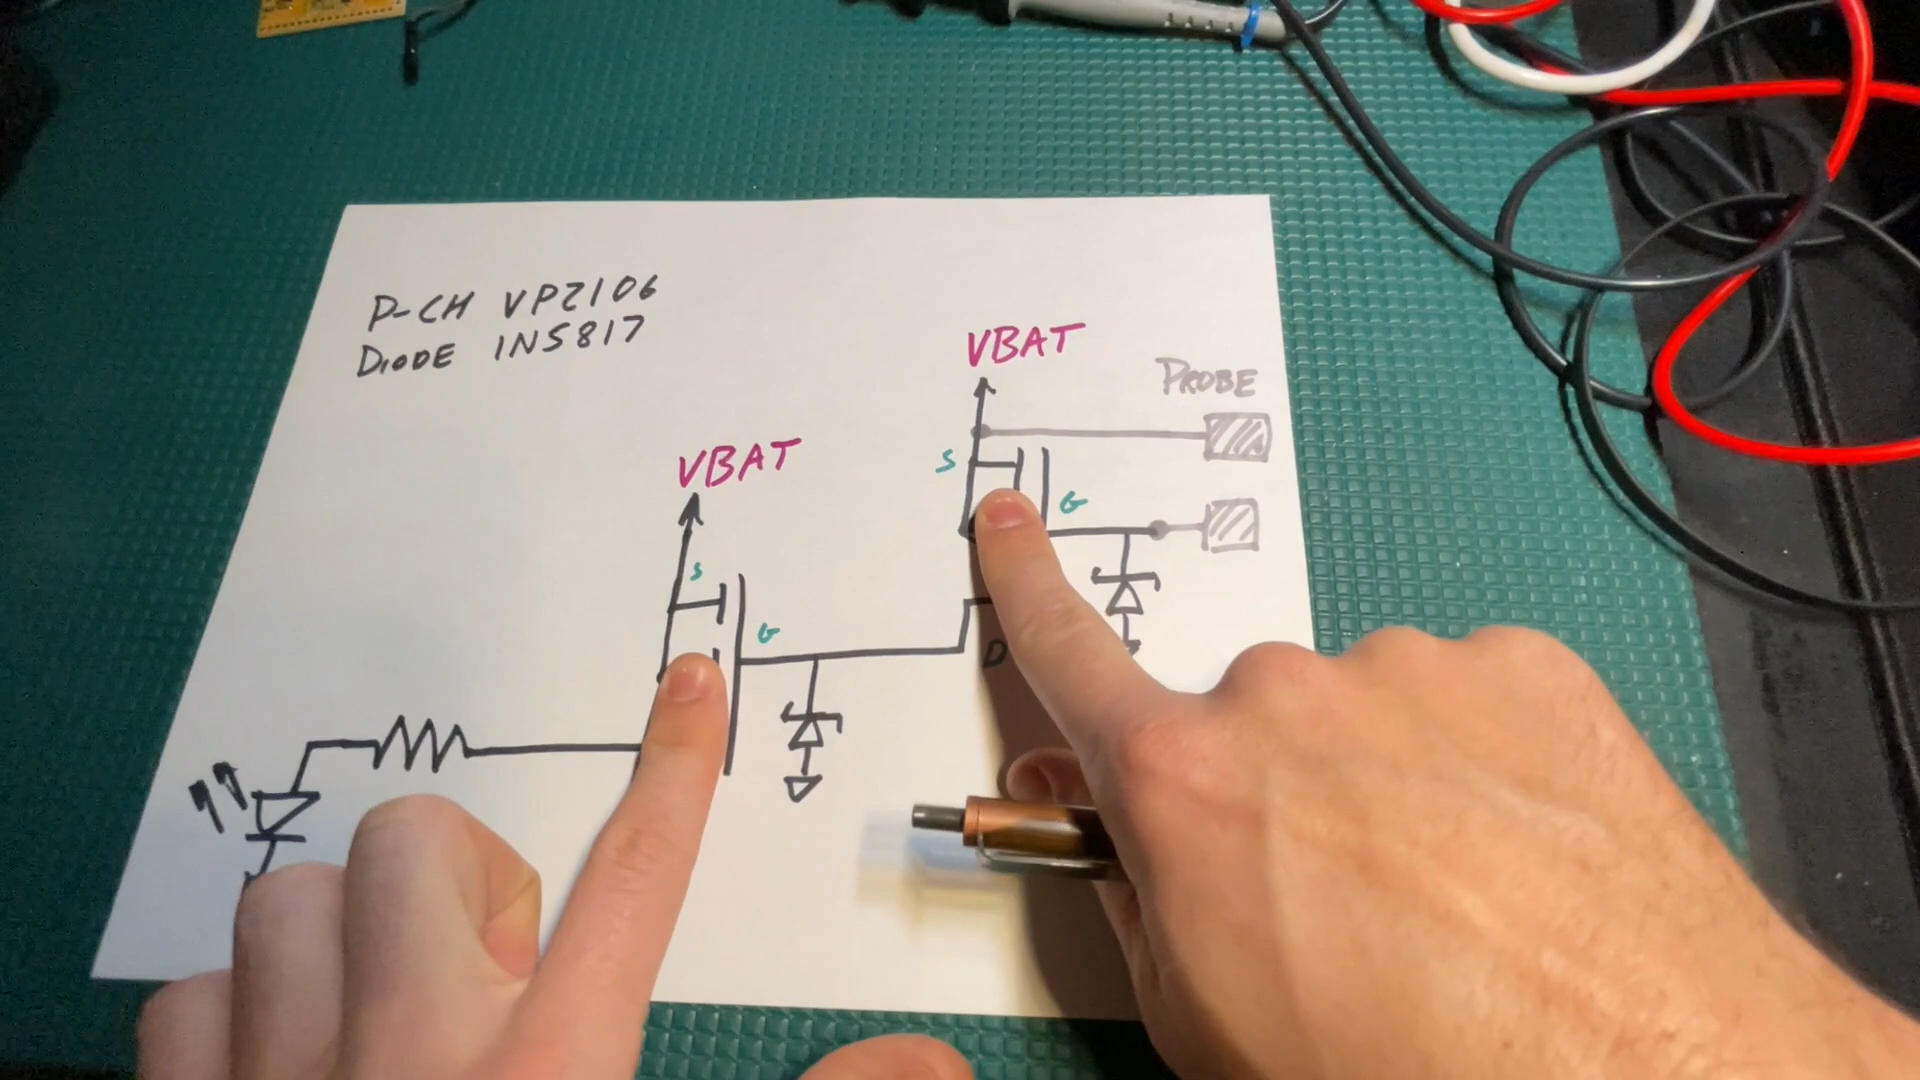 P-CH VP2106
DIODE 1N5817
VBAT
PROBE
S
G
VBAT
S
G
D